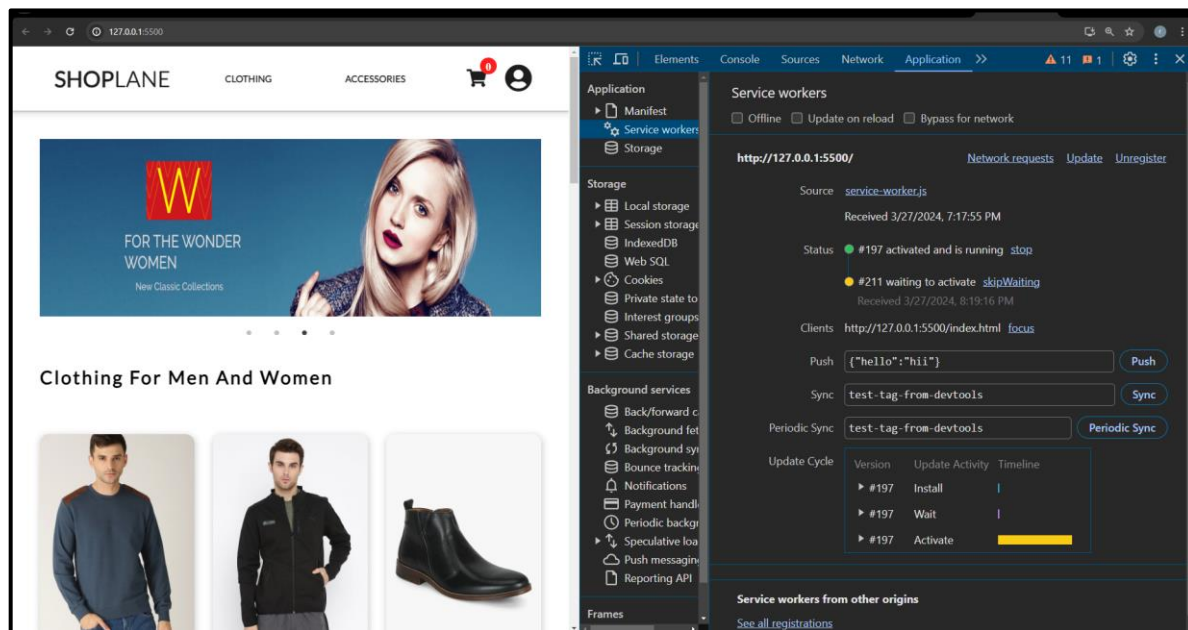 127.0.0.1:5500
SHOPLANE
CLOTHING
ACCESSORIES
0
W
FOR THE WONDER
WOMEN
New Classic Collections
Clothing For Men And Women
Elements Console Sources Network Application 11 1
Application
Manifest
Service workers
Storage
Storage
Local storage
Session storage
IndexedDB
Web SQL
Cookies
Private state to
Interest groups
Shared storage
Cache storage
Background services
Back/forward c
Background fet
Background syn
Bounce trackin
Notifications
Payment handl
Periodic backgr
Speculative loa
Push messagin
Reporting API
Frames
Service workers
Offline Update on reload Bypass for network
http://127.0.0.1:5500/ Network requests Update Unregister
Source service-worker.js
Received 3/27/2024, 7:17:55 PM
Status #197 activated and is running stop
#211 waiting to activate skipWaiting
Received 3/27/2024, 8:19:16 PM
Clients http://127.0.0.1:5500/index.html focus
Push {"hello":"hii"} Push
Sync test-tag-from-devtools Sync
Periodic Sync test-tag-from-devtools Periodic Sync
Update Cycle Version Update Activity Timeline
#197 Install
#197 Wait
#197 Activate
Service workers from other origins
See all registrations